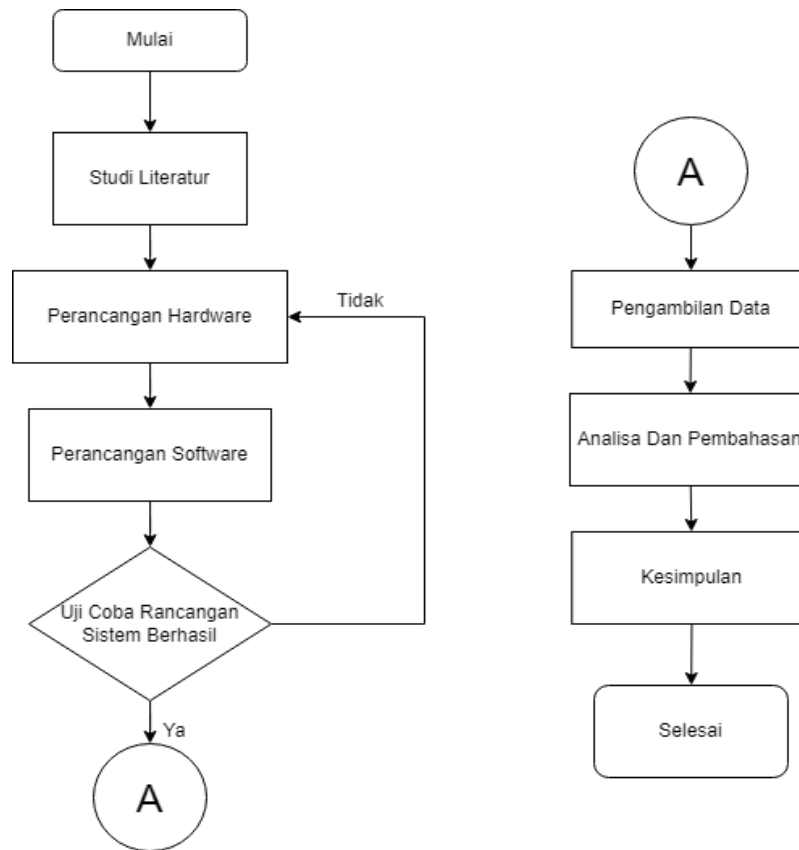 Mulai
Studi Literatur
Perancangan Hardware
Tidak
Perancangan Software
Uji Coba Rancangan
Sistem Berhasil
Ya
A
A
Pengambilan Data
Analisa Dan Pembahasan
Kesimpulan
Selesai